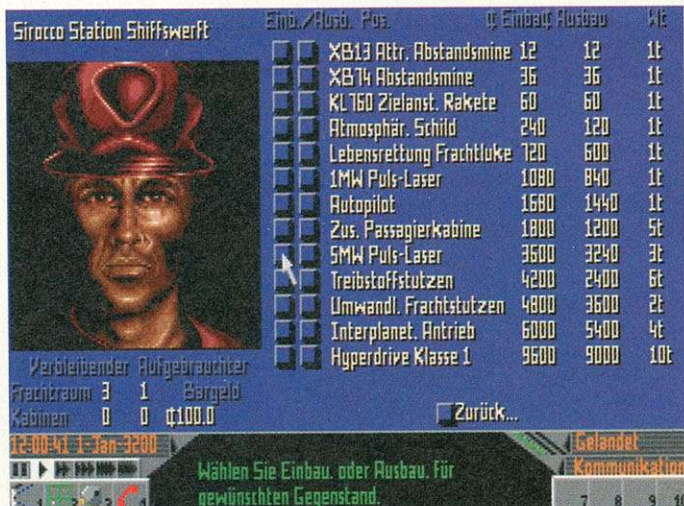 Sirocco Station Shiffswerft
Einb./Ausb. Pos. ₵ Einbau₵ Ausbau Wt
XB13 Attr. Abstandsmine 12 12 1t
XB74 Abstandsmine 36 36 1t
KL760 Zielanst. Rakete 60 60 1t
Atmosphär. Schild 240 120 1t
Lebensrettung Frachtluke 720 600 1t
1MW Puls-Laser 1080 840 1t
Autopilot 1680 1440 1t
Zus. Passagierkabine 1800 1200 5t
5MW Puls-Laser 3600 3240 3t
Treibstoffstutzen 4200 2400 6t
Umwandl. Frachtstutzen 4800 3600 2t
Interplanet. Antrieb 6000 5400 4t
Hyperdrive Klasse 1 9600 9000 10t
Verbleibender Aufgebrauchter
Frachtraum 3 1 Bargeld
Kabinen 0 0 ₵100.0
Zurück...
12:00:41 1-Jan-3200
Gelandet
Kommunikation
Wählen Sie Einbau. oder Ausbau. für
gewünschten Gegenstand.
1 2 3 4
7 8 9 10